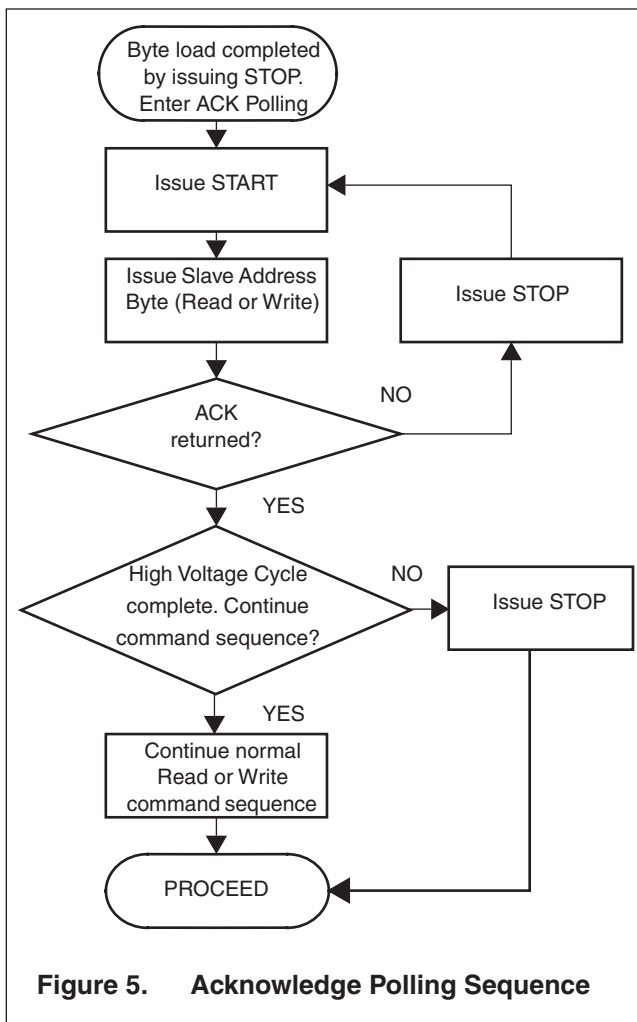 Byte load completed
by issuing STOP.
Enter ACK Polling
Issue START
Issue Slave Address
Byte (Read or Write)
Issue STOP
NO
ACK
returned?
YES
High Voltage Cycle
complete. Continue
command sequence?
NO
Issue STOP
YES
Continue normal
Read or Write
command sequence
PROCEED
Figure 5. Acknowledge Polling Sequence